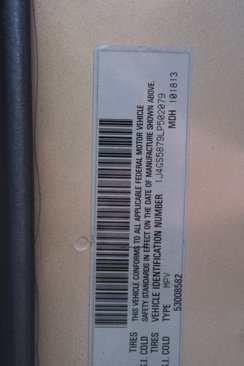 THIS VEHICLE CONFORMS TO ALL APPLICABLE FEDERAL MOTOR VEHICLE
SAFETY STANDARDS IN EFFECT ON THE DATE OF MANUFACTURE SHOWN ABOVE.
VEHICLE IDENTIFICATION NUMBER 1J4GS5879LP502079
TYPE MPV MDH 101813
53008582
TIRES
S.I. COLD
TIRES
S.I. COLD